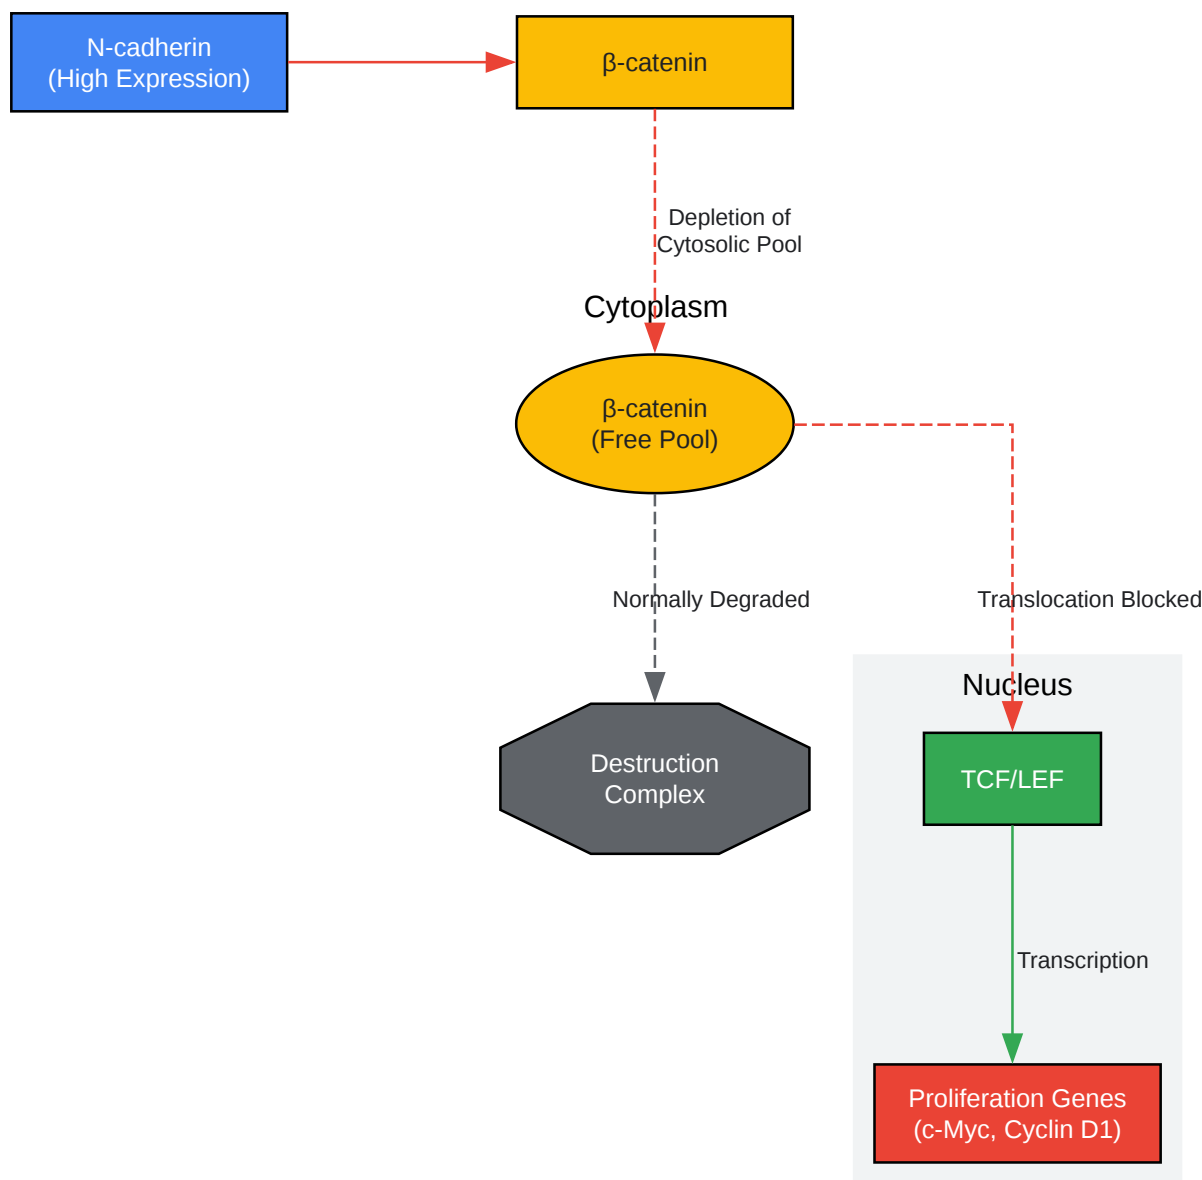 N-cadherin
(High Expression)
β-catenin
Depletion of
Cytosolic Pool
Cytoplasm
β-catenin
(Free Pool)
Normally Degraded
Translocation Blocked
Nucleus
Destruction
Complex
TCF/LEF
Transcription
Proliferation Genes
(c-Myc, Cyclin D1)